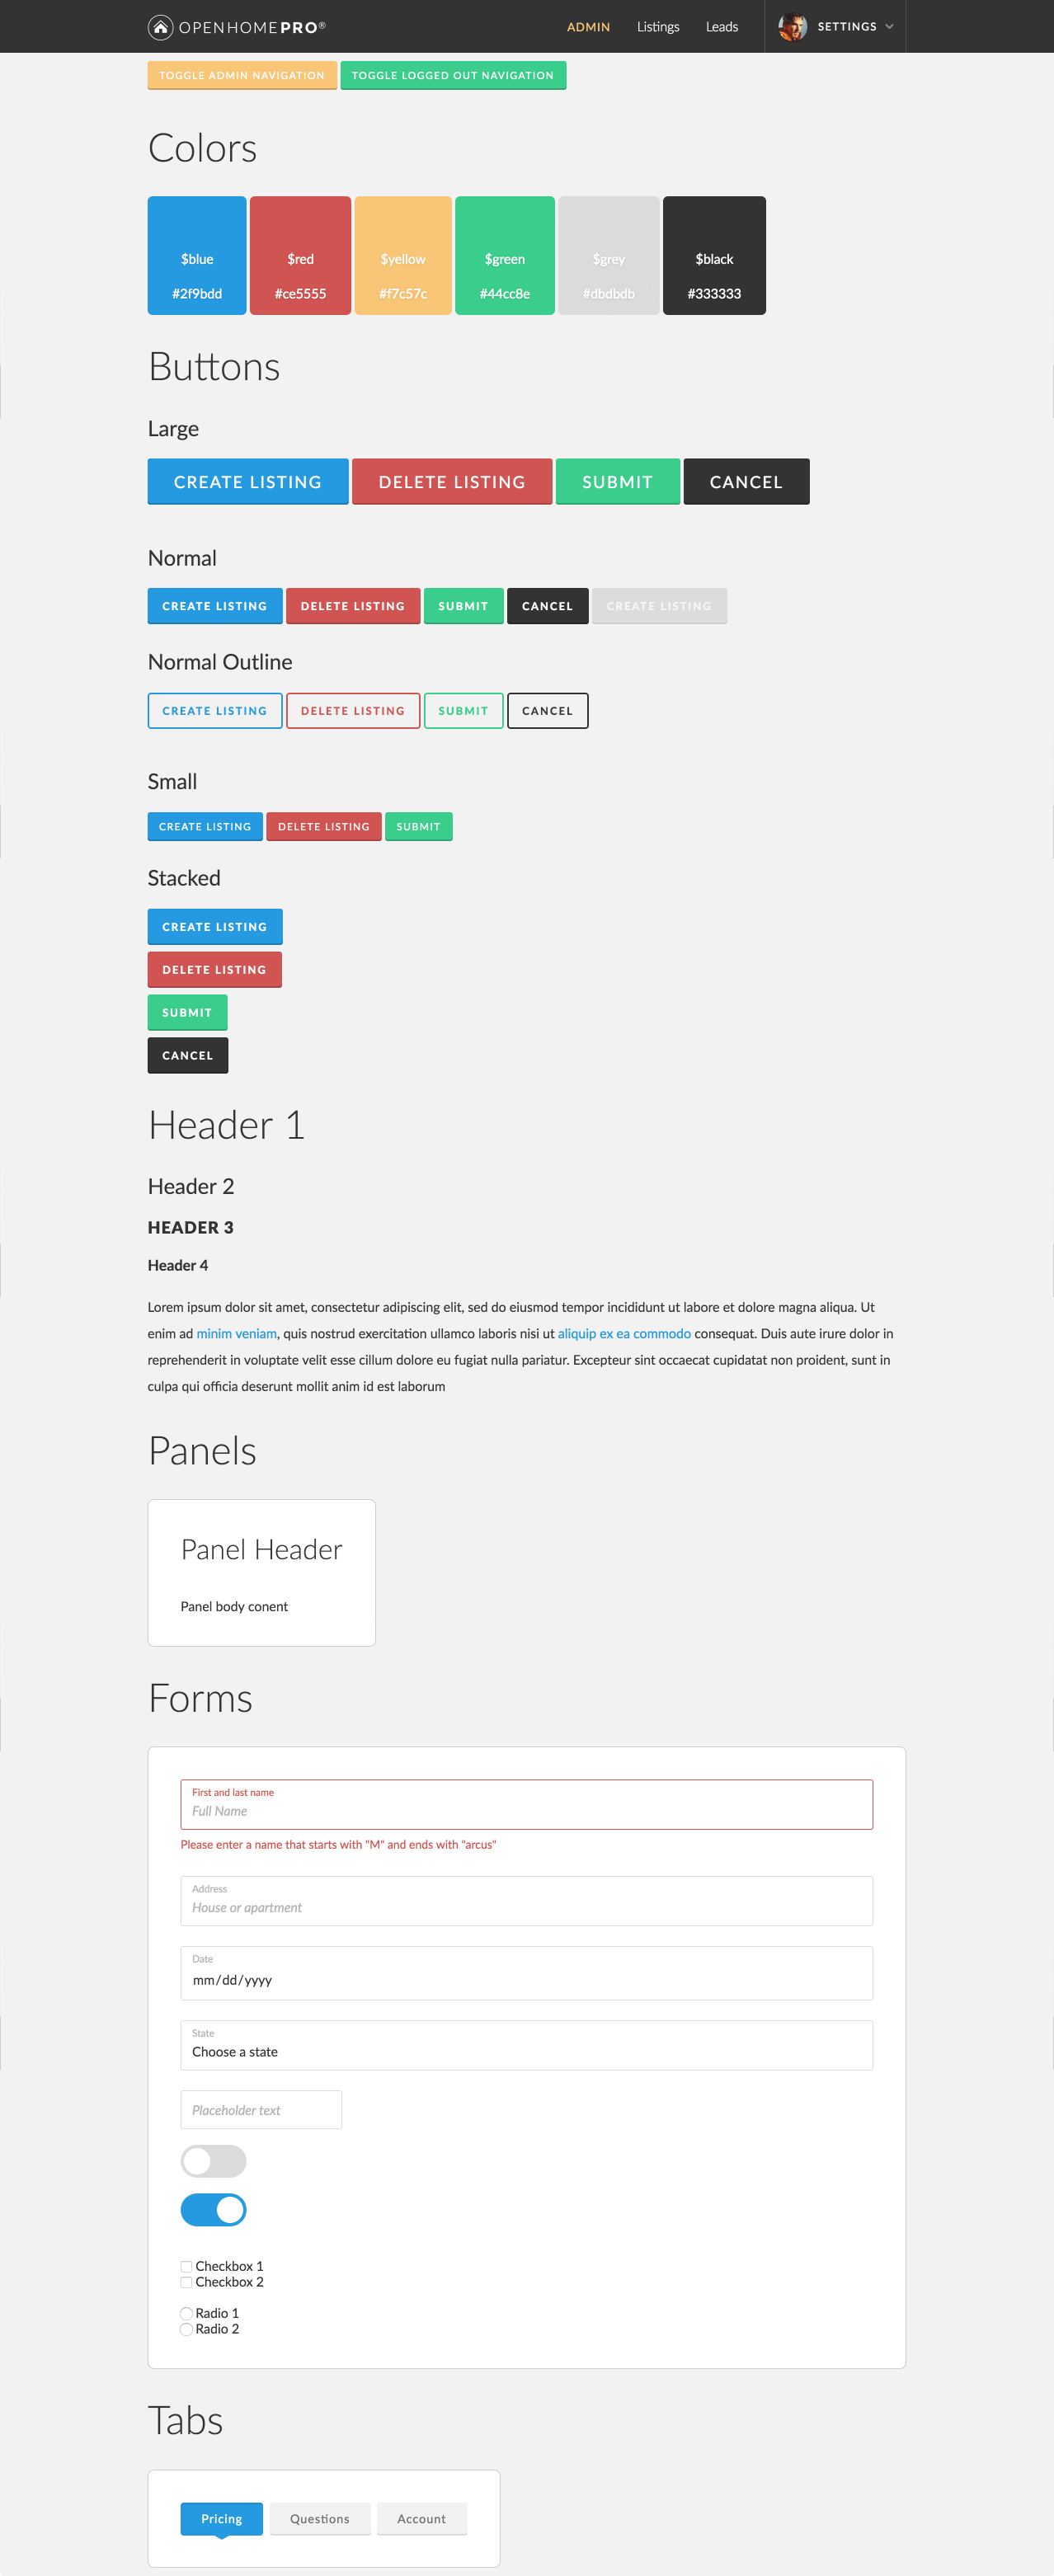 OPENHOMEPRO®
ADMIN Listings Leads SETTINGS
TOGGLE ADMIN NAVIGATION TOGGLE LOGGED OUT NAVIGATION
Colors
$blue $red $yellow $green $grey $black
#2f9bdd #ce5555 #f7c57c #44cc8e #dbdbdb #333333
Buttons
Large
CREATE LISTING DELETE LISTING SUBMIT CANCEL
Normal
CREATE LISTING DELETE LISTING SUBMIT CANCEL CREATE LISTING
Normal Outline
CREATE LISTING DELETE LISTING SUBMIT CANCEL
Small
CREATE LISTING DELETE LISTING SUBMIT
Stacked
CREATE LISTING
DELETE LISTING
SUBMIT
CANCEL
Header 1
Header 2
HEADER 3
Header 4
Lorem ipsum dolor sit amet, consectetur adipiscing elit, sed do eiusmod tempor incididunt ut labore et dolore magna aliqua. Ut
enim ad minim veniam, quis nostrud exercitation ullamco laboris nisi ut aliquip ex ea commodo consequat. Duis aute irure dolor in
reprehenderit in voluptate velit esse cillum dolore eu fugiat nulla pariatur. Excepteur sint occaecat cupidatat non proident, sunt in
culpa qui officia deserunt mollit anim id est laborum
Panels
Panel Header
Panel body conent
Forms
First and last name
Full Name
Please enter a name that starts with "M" and ends with "arcus"
Address
House or apartment
Date
mm/dd/yyyy
State
Choose a state
Placeholder text
Checkbox 1
Checkbox 2
Radio 1
Radio 2
Tabs
Pricing Questions Account